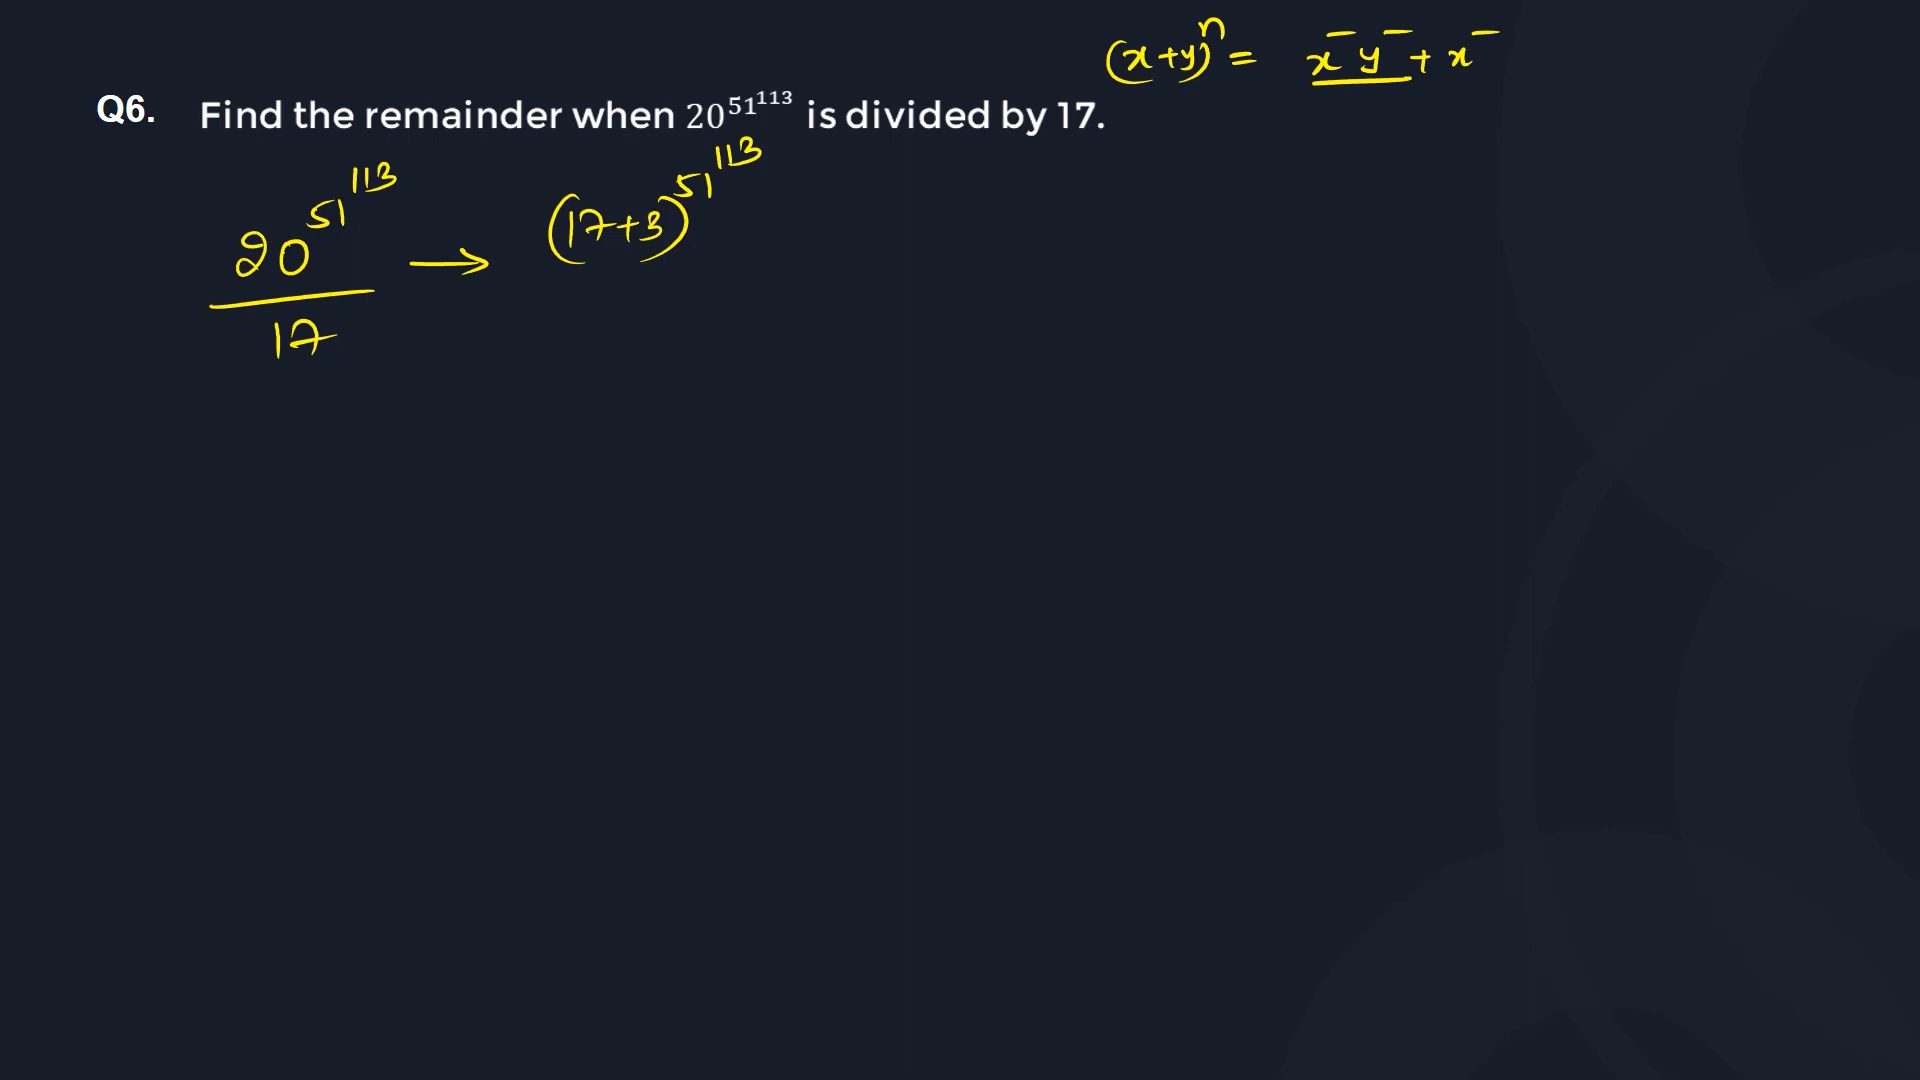 (x+y)ⁿ = x⁻ y⁻ + x⁻
Q6. Find the remainder when 20^51^113 is divided by 17.
20^51^113 / 17 → (17+3)^51^113